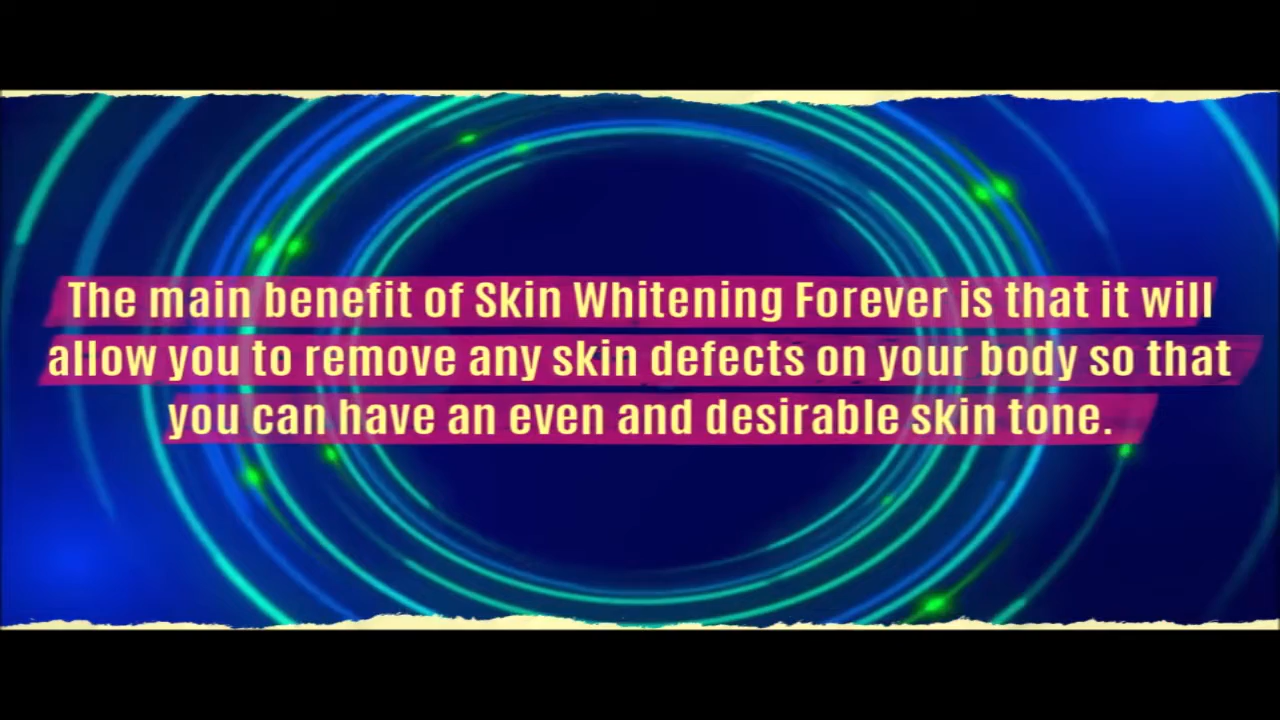 The main benefit of Skin Whitening Forever is that it will
allow you to remove any skin defects on your body so that
you can have an even and desirable skin tone.